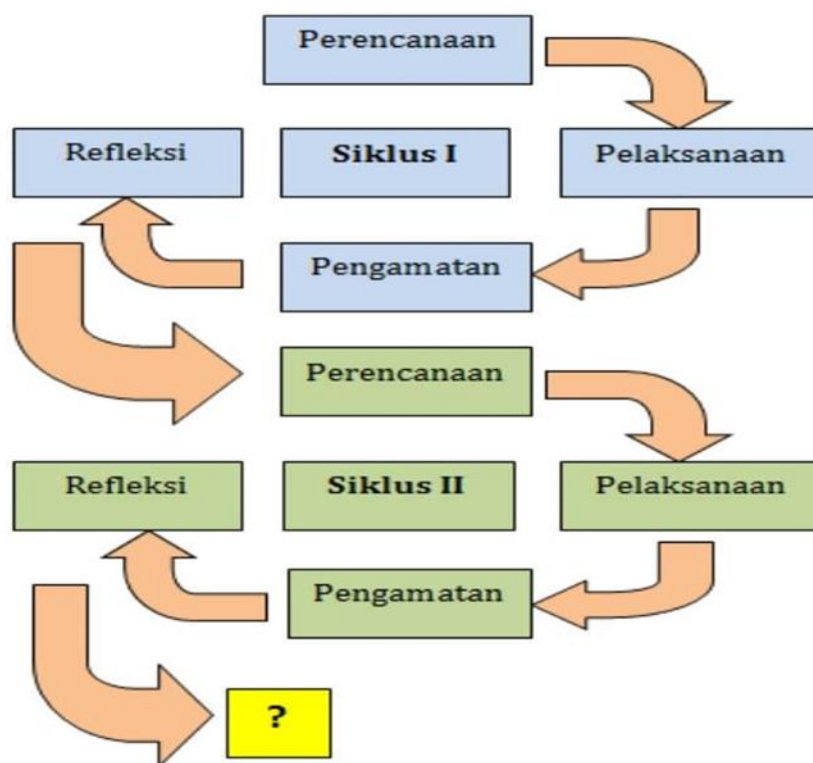 Perencanaan
Refleksi
Siklus I
Pelaksanaan
Pengamatan
Perencanaan
Refleksi
Siklus II
Pelaksanaan
Pengamatan
?